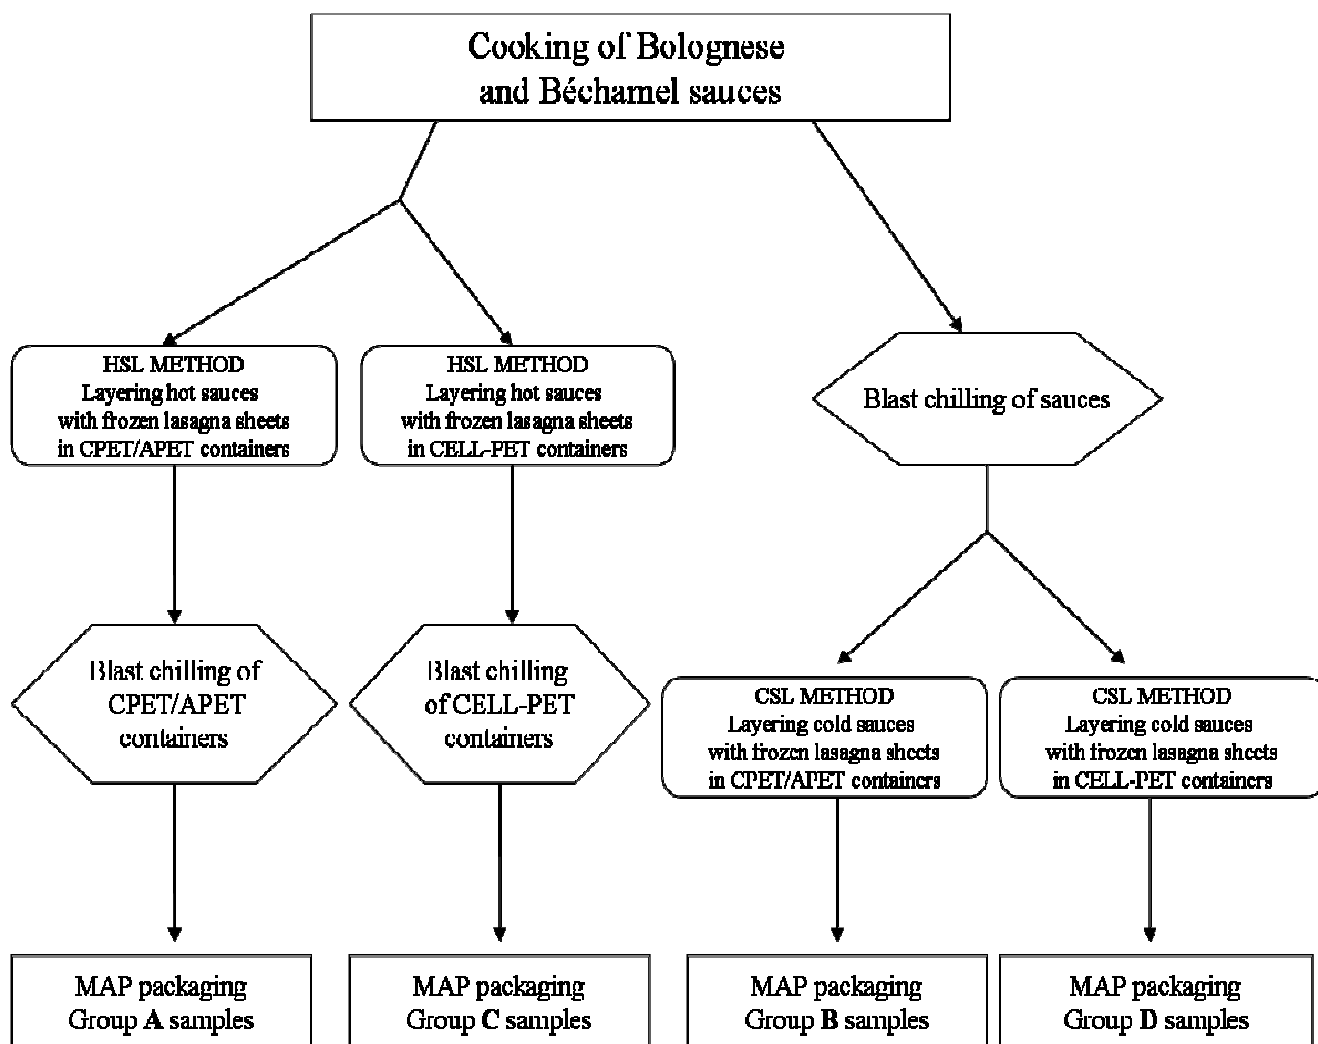 Cooking of Bolognese
and Béchamel sauces
HSL METHOD
Layering hot sauces
with frozen lasagna sheets
in CPET/APET containers
HSL METHOD
Layering hot sauces
with frozen lasagna sheets
in CELL-PET containers
Blast chilling of sauces
Blast chilling of
CPET/APET
containers
Blast chilling
of CELL-PET
containers
CSL METHOD
Layering cold sauces
with frozen lasagna sheets
in CPET/APET containers
CSL METHOD
Layering cold sauces
with frozen lasagna sheets
in CELL-PET containers
MAP packaging
Group A samples
MAP packaging
Group C samples
MAP packaging
Group B samples
MAP packaging
Group D samples